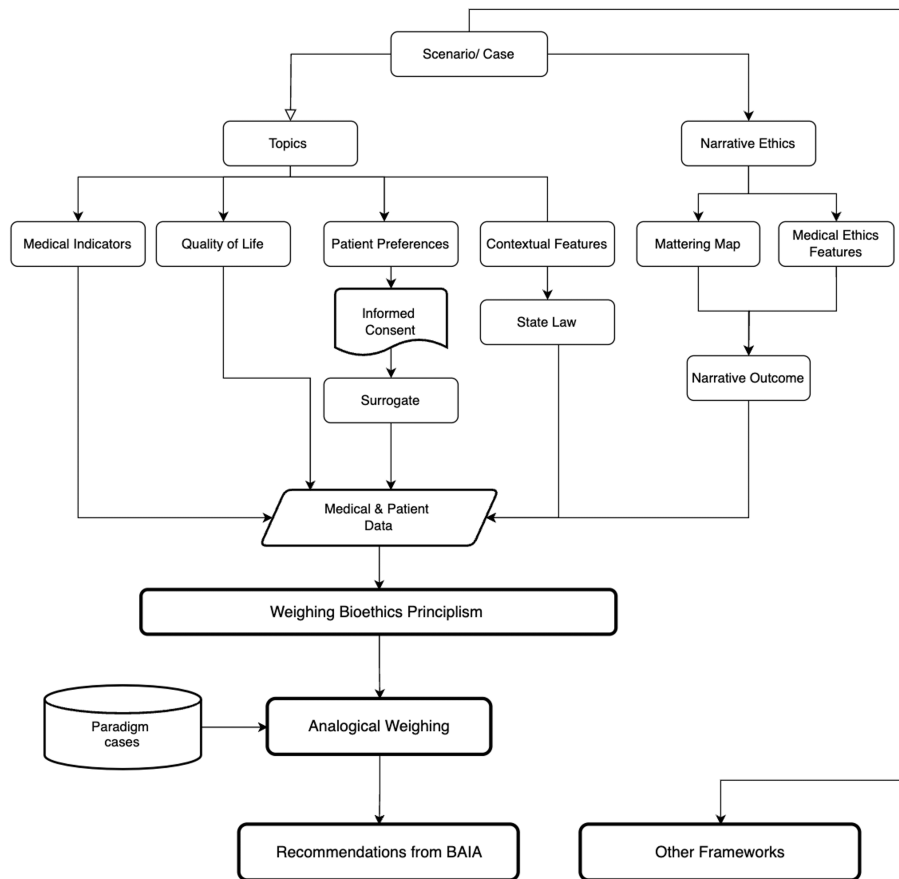 Scenario/ Case
Topics
Narrative Ethics
Medical Indicators
Quality of Life
Patient Preferences
Contextual Features
Mattering Map
Medical Ethics
Features
Informed
Consent
State Law
Surrogate
Narrative Outcome
Medical & Patient
Data
Weighing Bioethics Principlism
Paradigm
cases
Analogical Weighing
Recommendations from BAIA
Other Frameworks